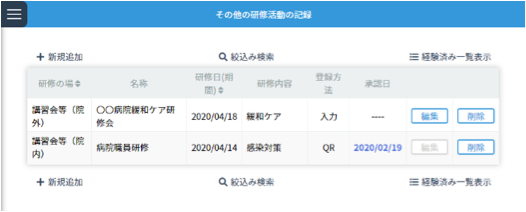 その他の研修活動の記録
+ 新規追加 絞込み検索 経験済み一覧表示
研修の場 名称 研修日(期間) 研修内容 登録方法 承認日
講習会等（院外） 〇〇病院緩和ケア研修会 2020/04/18 緩和ケア 入力 ---- 編集 削除
講習会等（院内） 病院職員研修 2020/04/14 感染対策 QR 2020/02/19 編集 削除
+ 新規追加 絞込み検索 経験済み一覧表示